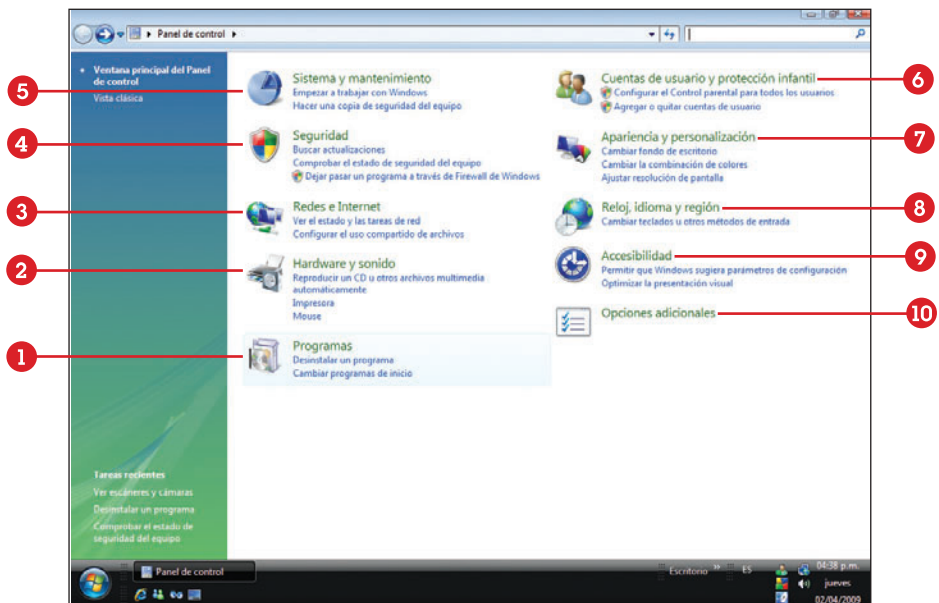 Panel de control
Ventana principal del Panel
de control
Vista clásica
5
Sistema y mantenimiento
Empezar a trabajar con Windows
Hacer una copia de seguridad del equipo
4
Seguridad
Buscar actualizaciones
Comprobar el estado de seguridad del equipo
Dejar pasar un programa a través de Firewall de Windows
3
Redes e Internet
Ver el estado y las tareas de red
Configurar el uso compartido de archivos
2
Hardware y sonido
Reproducir un CD u otros archivos multimedia
automáticamente
Impresora
Mouse
1
Programas
Desinstalar un programa
Cambiar programas de inicio
Cuentas de usuario y protección infantil
6
Configurar el Control parental para todos los usuarios
Agregar o quitar cuentas de usuario
Apariencia y personalización
7
Cambiar fondo de escritorio
Cambiar la combinación de colores
Ajustar resolución de pantalla
Reloj, idioma y región
8
Cambiar teclados u otros métodos de entrada
Accesibilidad
9
Permitir que Windows sugiera parámetros de configuración
Optimizar la presentación visual
Opciones adicionales
10
Tareas recientes
Ver escáneres y cámaras
Desinstalar un programa
Comprobar el estado de
seguridad del equipo
Panel de control
Escritorio
ES
04:38 p.m.
jueves
02/04/2009